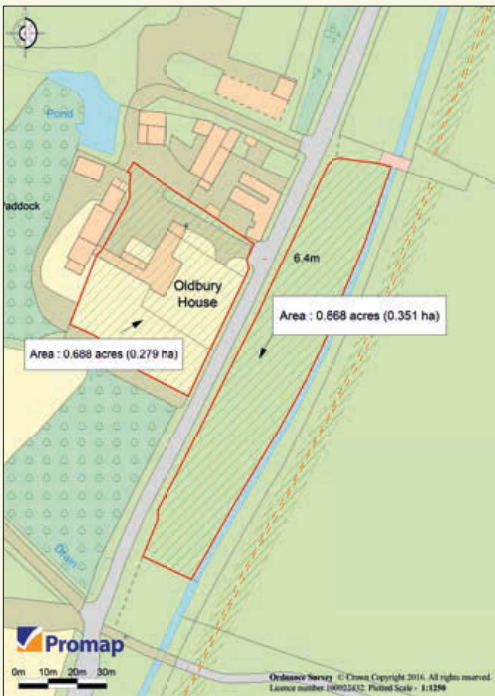 Pond
Paddock
6.4m
Oldbury
House
Area : 0.868 acres (0.351 ha)
Area : 0.688 acres (0.279 ha)
Drain
Promap
0m 10m 20m 30m
Ordnance Survey © Crown Copyright 2016. All rights reserved.
Licence number 100022432. Plotted Scale - 1:1250